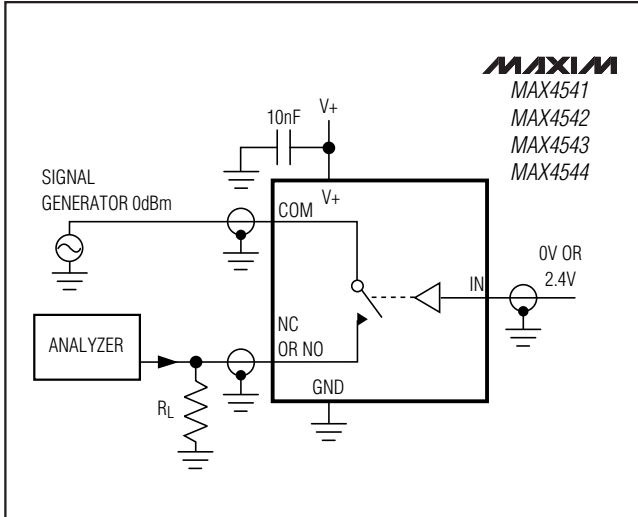 MAXIM
MAX4541
MAX4542
MAX4543
MAX4544
V+
10nF
V+
SIGNAL
GENERATOR 0dBm
COM
0V OR
2.4V
IN
NC
OR NO
ANALYZER
GND
RL